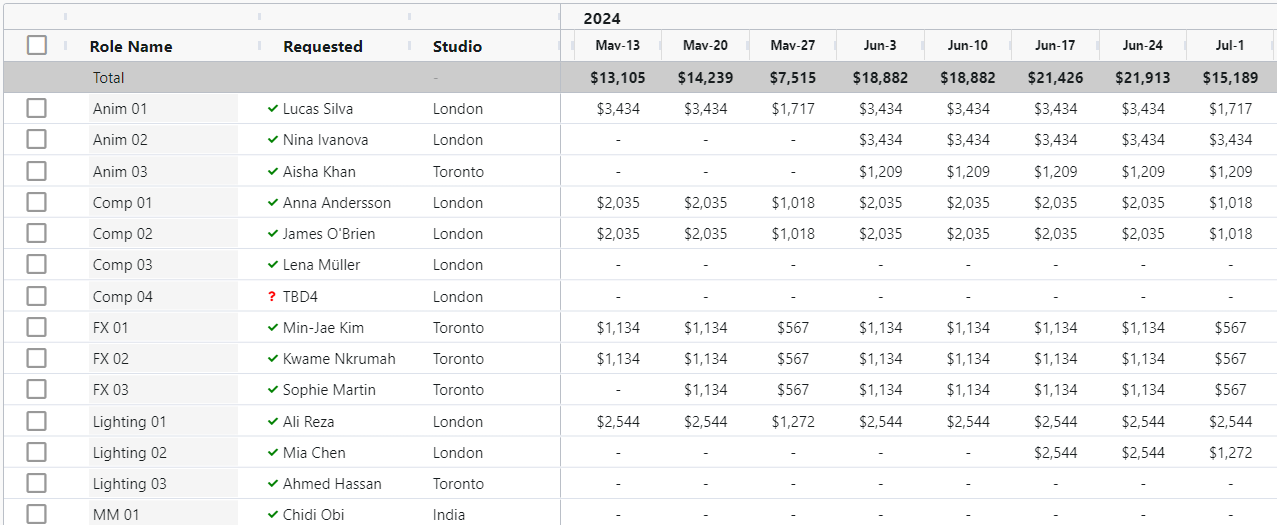 2024
Role Name Requested Studio May-13 May-20 May-27 Jun-3 Jun-10 Jun-17 Jun-24 Jul-1
Total - $13,105 $14,239 $7,515 $18,882 $18,882 $21,426 $21,913 $15,189
Anim 01 Lucas Silva London $3,434 $3,434 $1,717 $3,434 $3,434 $3,434 $3,434 $1,717
Anim 02 Nina Ivanova London - - - $3,434 $3,434 $3,434 $3,434 $3,434
Anim 03 Aisha Khan Toronto - - - $1,209 $1,209 $1,209 $1,209 $1,209
Comp 01 Anna Andersson London $2,035 $2,035 $1,018 $2,035 $2,035 $2,035 $2,035 $1,018
Comp 02 James O'Brien London $2,035 $2,035 $1,018 $2,035 $2,035 $2,035 $2,035 $1,018
Comp 03 Lena Müller London - - - - - - - -
Comp 04 ? TBD4 London - - - - - - - -
FX 01 Min-Jae Kim Toronto $1,134 $1,134 $567 $1,134 $1,134 $1,134 $1,134 $567
FX 02 Kwame Nkrumah Toronto $1,134 $1,134 $567 $1,134 $1,134 $1,134 $1,134 $567
FX 03 Sophie Martin Toronto - $1,134 $567 $1,134 $1,134 $1,134 $1,134 $567
Lighting 01 Ali Reza London $2,544 $2,544 $1,272 $2,544 $2,544 $2,544 $2,544 $2,544
Lighting 02 Mia Chen London - - - - - $2,544 $2,544 $1,272
Lighting 03 Ahmed Hassan Toronto - - - - - - - -
MM 01 Chidi Obi India - - - - - - - -